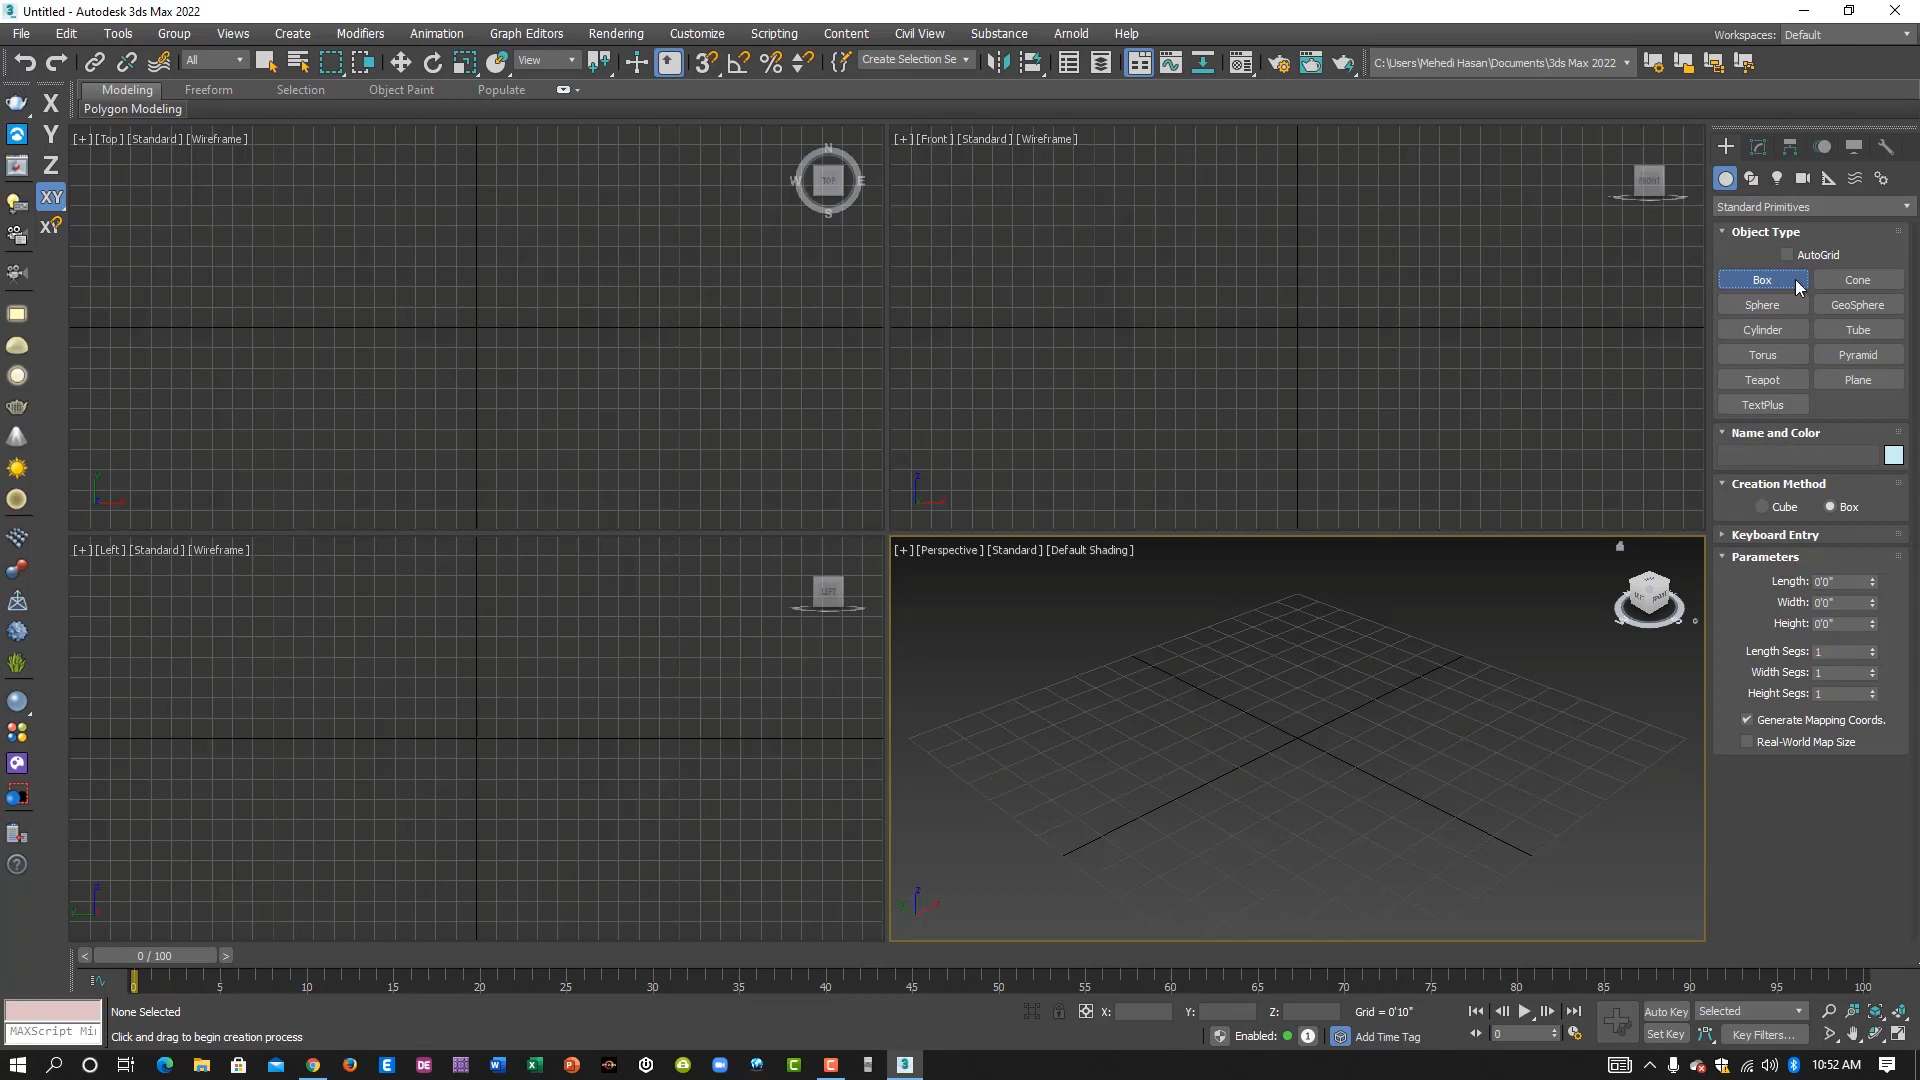 Untitled - Autodesk 3ds Max 2022
File Edit Tools Group Views Create Modifiers Animation Graph Editors Rendering Customize Scripting Content Civil View Substance Arnold Help Workspaces: Default
All View Create Selection Se C:\Users\Mehedi Hasan\Documents\3ds Max 2022
Modeling Freeform Selection Object Paint Populate
Polygon Modeling
X
Y
Z
XY
XY
[+] [Top] [Standard] [Wireframe]
N
W TOP E
S
[+] [Front] [Standard] [Wireframe]
FRONT
[+] [Left] [Standard] [Wireframe]
LEFT
[+] [Perspective] [Standard] [Default Shading]
Standard Primitives
Object Type
AutoGrid
Box Cone
Sphere GeoSphere
Cylinder Tube
Torus Pyramid
Teapot Plane
TextPlus
Name and Color
Creation Method
Cube Box
Keyboard Entry
Parameters
Length: 0'0"
Width: 0'0"
Height: 0'0"
Length Segs: 1
Width Segs: 1
Height Segs: 1
Generate Mapping Coords.
Real-World Map Size
< 0 / 100 >
0 5 10 15 20 25 30 35 40 45 50 55 60 65 70 75 80 85 90 95 100
None Selected X: Y: Z: Grid = 0'10" Auto Key Selected
MAXScript Mi Click and drag to begin creation process Enabled: 1 Add Time Tag 0 Set Key Key Filters...
10:52 AM